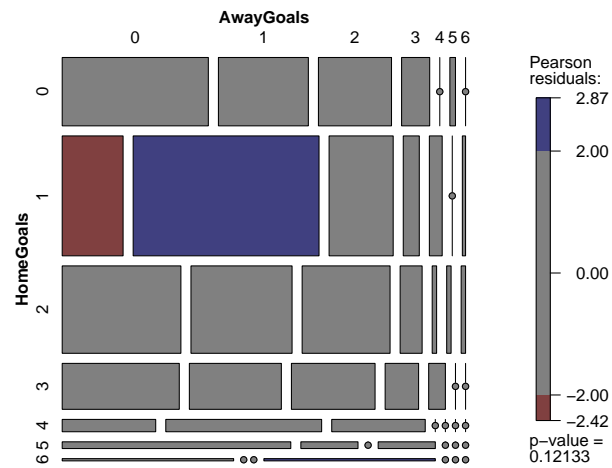 AwayGoals
0 1 2 3 4 5 6
HomeGoals
0
1
2
3
4
5
6
Pearson
residuals:
2.87
2.00
0.00
−2.00
−2.42
p−value =
0.12133